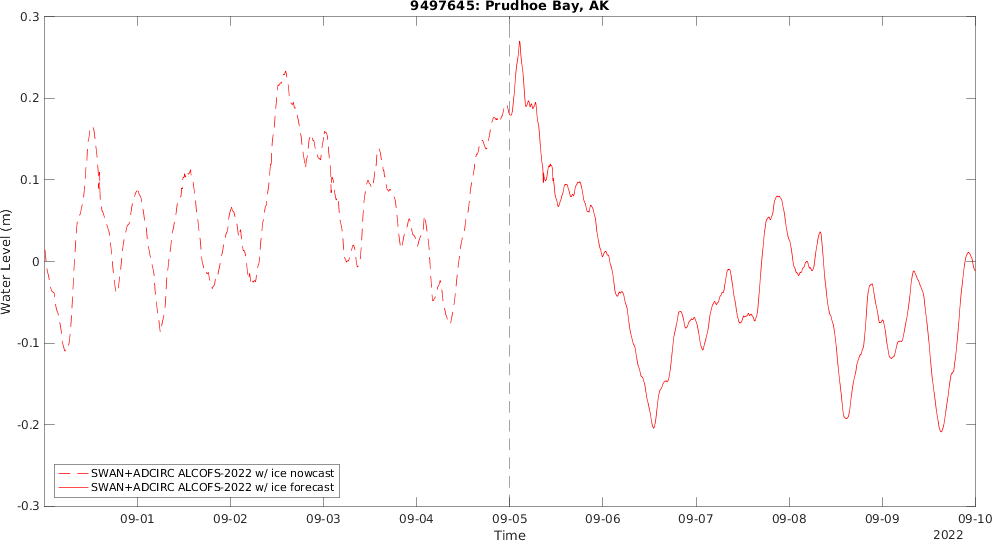 9497645: Prudhoe Bay, AK
0.3
0.2
0.1
0
-0.1
-0.2
-0.3
Water Level (m)
SWAN+ADCIRC ALCOFS-2022 w/ ice nowcast
SWAN+ADCIRC ALCOFS-2022 w/ ice forecast
09-01 09-02 09-03 09-04 09-05 09-06 09-07 09-08 09-09 09-10
Time
2022